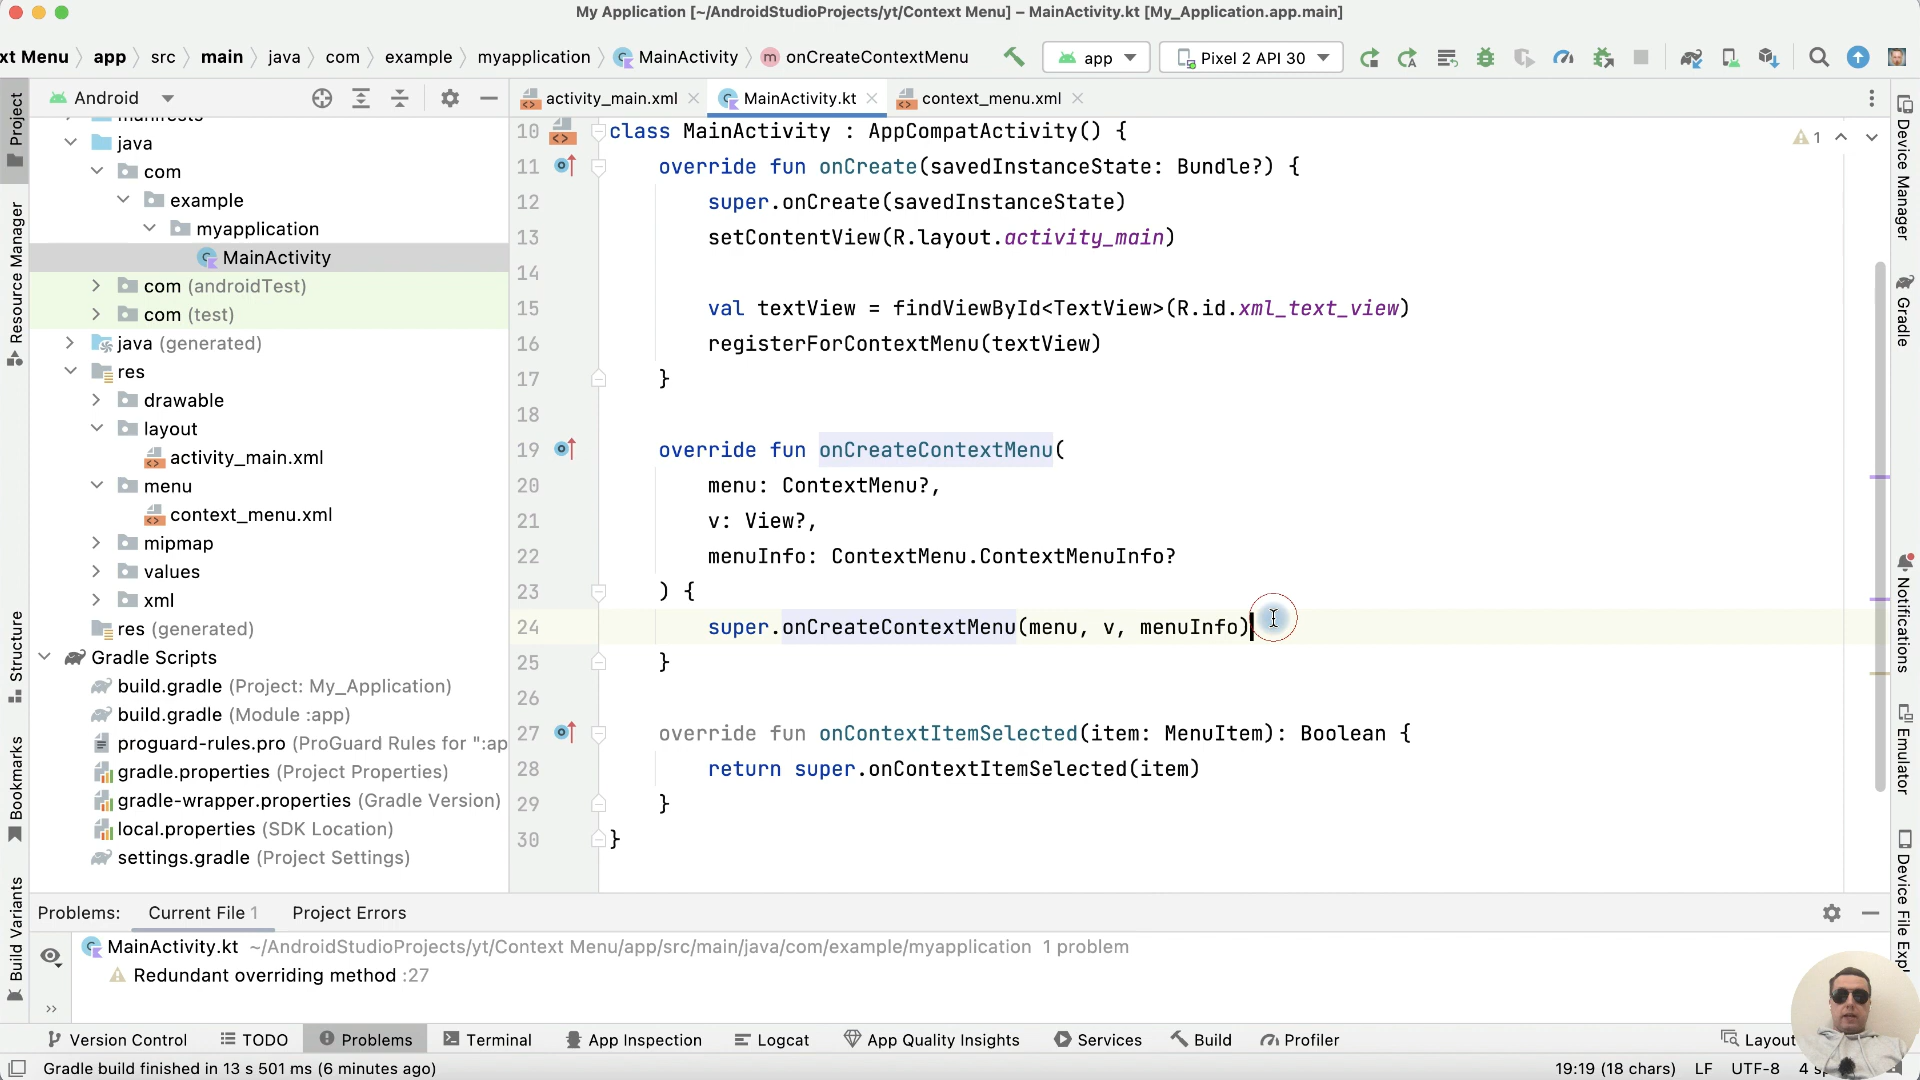 My Application [~/AndroidStudioProjects/yt/Context Menu] – MainActivity.kt [My_Application.app.main]
xt Menu app src main java com example myapplication MainActivity m onCreateContextMenu app Pixel 2 API 30
Project
Resource Manager
Structure
Bookmarks
Build Variants
Android
manifests
java
com
example
myapplication
MainActivity
com (androidTest)
com (test)
java (generated)
res
drawable
layout
activity_main.xml
menu
context_menu.xml
mipmap
values
xml
res (generated)
Gradle Scripts
build.gradle (Project: My_Application)
build.gradle (Module :app)
proguard-rules.pro (ProGuard Rules for ":ap
gradle.properties (Project Properties)
gradle-wrapper.properties (Gradle Version)
local.properties (SDK Location)
settings.gradle (Project Settings)
activity_main.xml MainActivity.kt context_menu.xml
1
10 class MainActivity : AppCompatActivity() {
11 override fun onCreate(savedInstanceState: Bundle?) {
12 super.onCreate(savedInstanceState)
13 setContentView(R.layout.activity_main)
14
15 val textView = findViewById<TextView>(R.id.xml_text_view)
16 registerForContextMenu(textView)
17 }
18
19 override fun onCreateContextMenu(
20 menu: ContextMenu?,
21 v: View?,
22 menuInfo: ContextMenu.ContextMenuInfo?
23 ) {
24 super.onCreateContextMenu(menu, v, menuInfo)
25 }
26
27 override fun onContextItemSelected(item: MenuItem): Boolean {
28 return super.onContextItemSelected(item)
29 }
30 }
Device Manager
Gradle
Notifications
Emulator
Device File Expl
Problems: Current File 1 Project Errors
MainActivity.kt ~/AndroidStudioProjects/yt/Context Menu/app/src/main/java/com/example/myapplication 1 problem
Redundant overriding method :27
Version Control TODO Problems Terminal App Inspection Logcat App Quality Insights Services Build Profiler Layout
Gradle build finished in 13 s 501 ms (6 minutes ago) 19:19 (18 chars) LF UTF-8 4